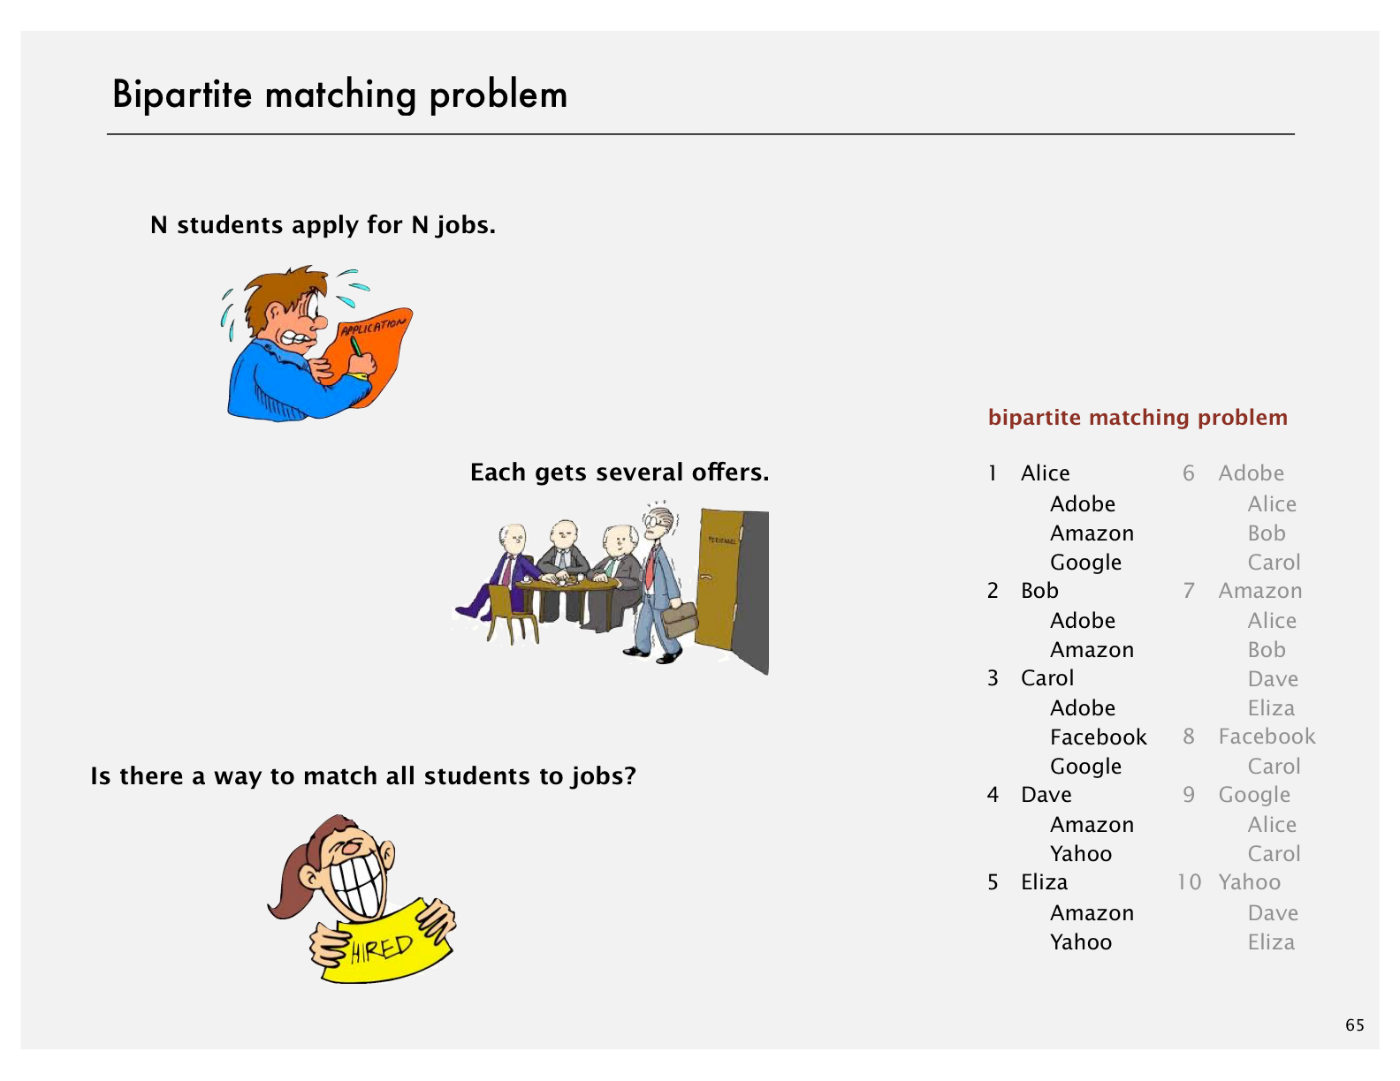 Bipartite matching problem
N students apply for N jobs.
APPLICATION
Each gets several offers.
PERSONNEL
Is there a way to match all students to jobs?
HIRED
bipartite matching problem
1 Alice
Adobe
Amazon
Google
2 Bob
Adobe
Amazon
3 Carol
Adobe
Facebook
Google
4 Dave
Amazon
Yahoo
5 Eliza
Amazon
Yahoo
6 Adobe
Alice
Bob
Carol
7 Amazon
Alice
Bob
Dave
Eliza
8 Facebook
Carol
9 Google
Alice
Carol
10 Yahoo
Dave
Eliza
65